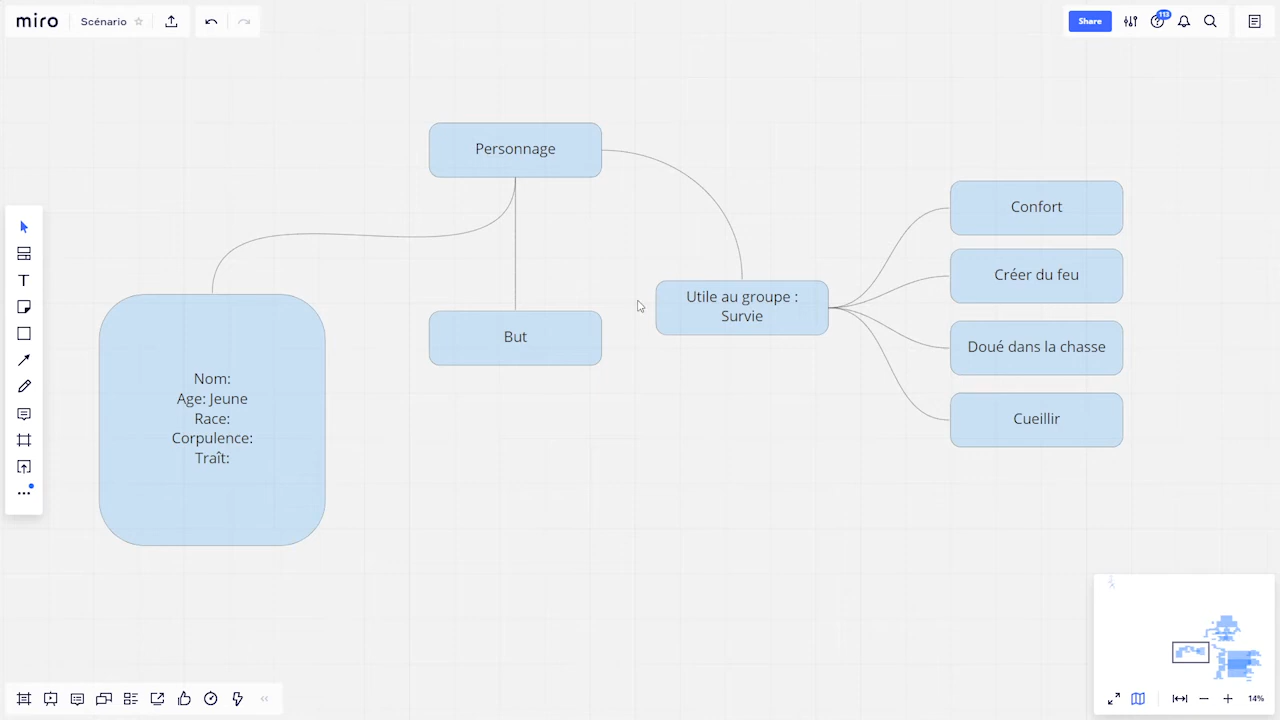 miro
Scénario
Share
113
Personnage
Confort
Créer du feu
Utile au groupe :
Survie
But
Doué dans la chasse
Nom:
Age: Jeune
Race:
Corpulence:
Traît:
Cueillir
14%